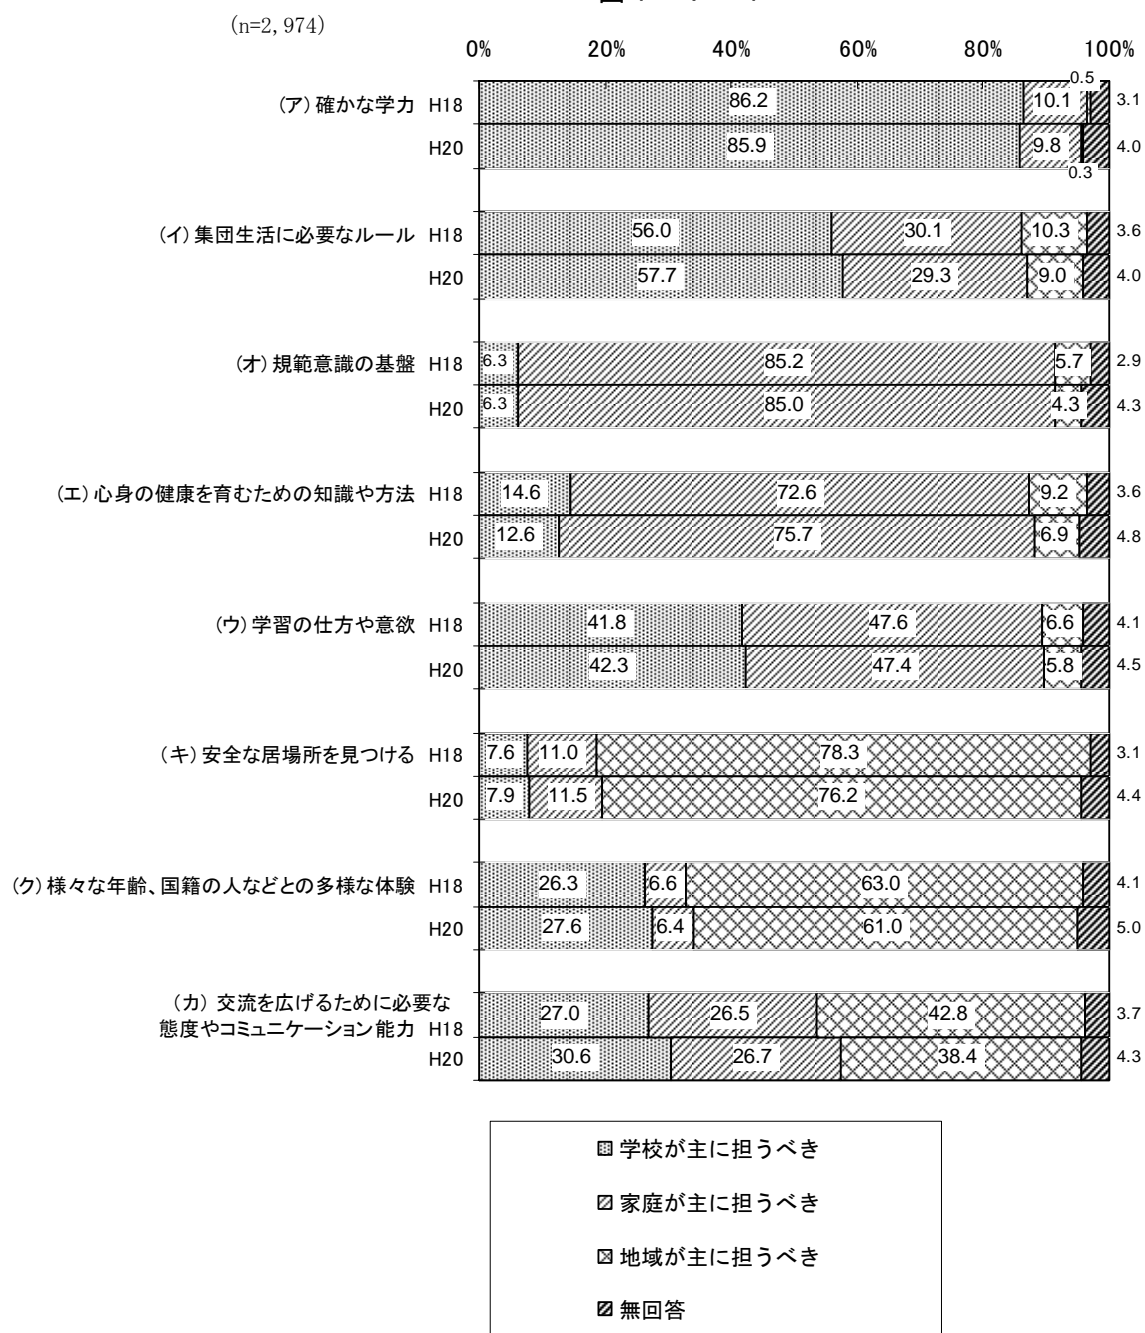 (n=2,974)
0% 20% 40% 60% 80% 100%
0.5
(ア)確かな学力 H18 86.2 10.1 3.1
H20 85.9 9.8 4.0
0.3
(イ)集団生活に必要なルール H18 56.0 30.1 10.3 3.6
H20 57.7 29.3 9.0 4.0
(オ)規範意識の基盤 H18 6.3 85.2 5.7 2.9
H20 6.3 85.0 4.3 4.3
(エ)心身の健康を育むための知識や方法 H18 14.6 72.6 9.2 3.6
H20 12.6 75.7 6.9 4.8
(ウ)学習の仕方や意欲 H18 41.8 47.6 6.6 4.1
H20 42.3 47.4 5.8 4.5
(キ)安全な居場所を見つける H18 7.6 11.0 78.3 3.1
H20 7.9 11.5 76.2 4.4
(ク)様々な年齢、国籍の人などとの多様な体験 H18 26.3 6.6 63.0 4.1
H20 27.6 6.4 61.0 5.0
(カ) 交流を広げるために必要な
態度やコミュニケーション能力 H18 27.0 26.5 42.8 3.7
H20 30.6 26.7 38.4 4.3
学校が主に担うべき
家庭が主に担うべき
地域が主に担うべき
無回答